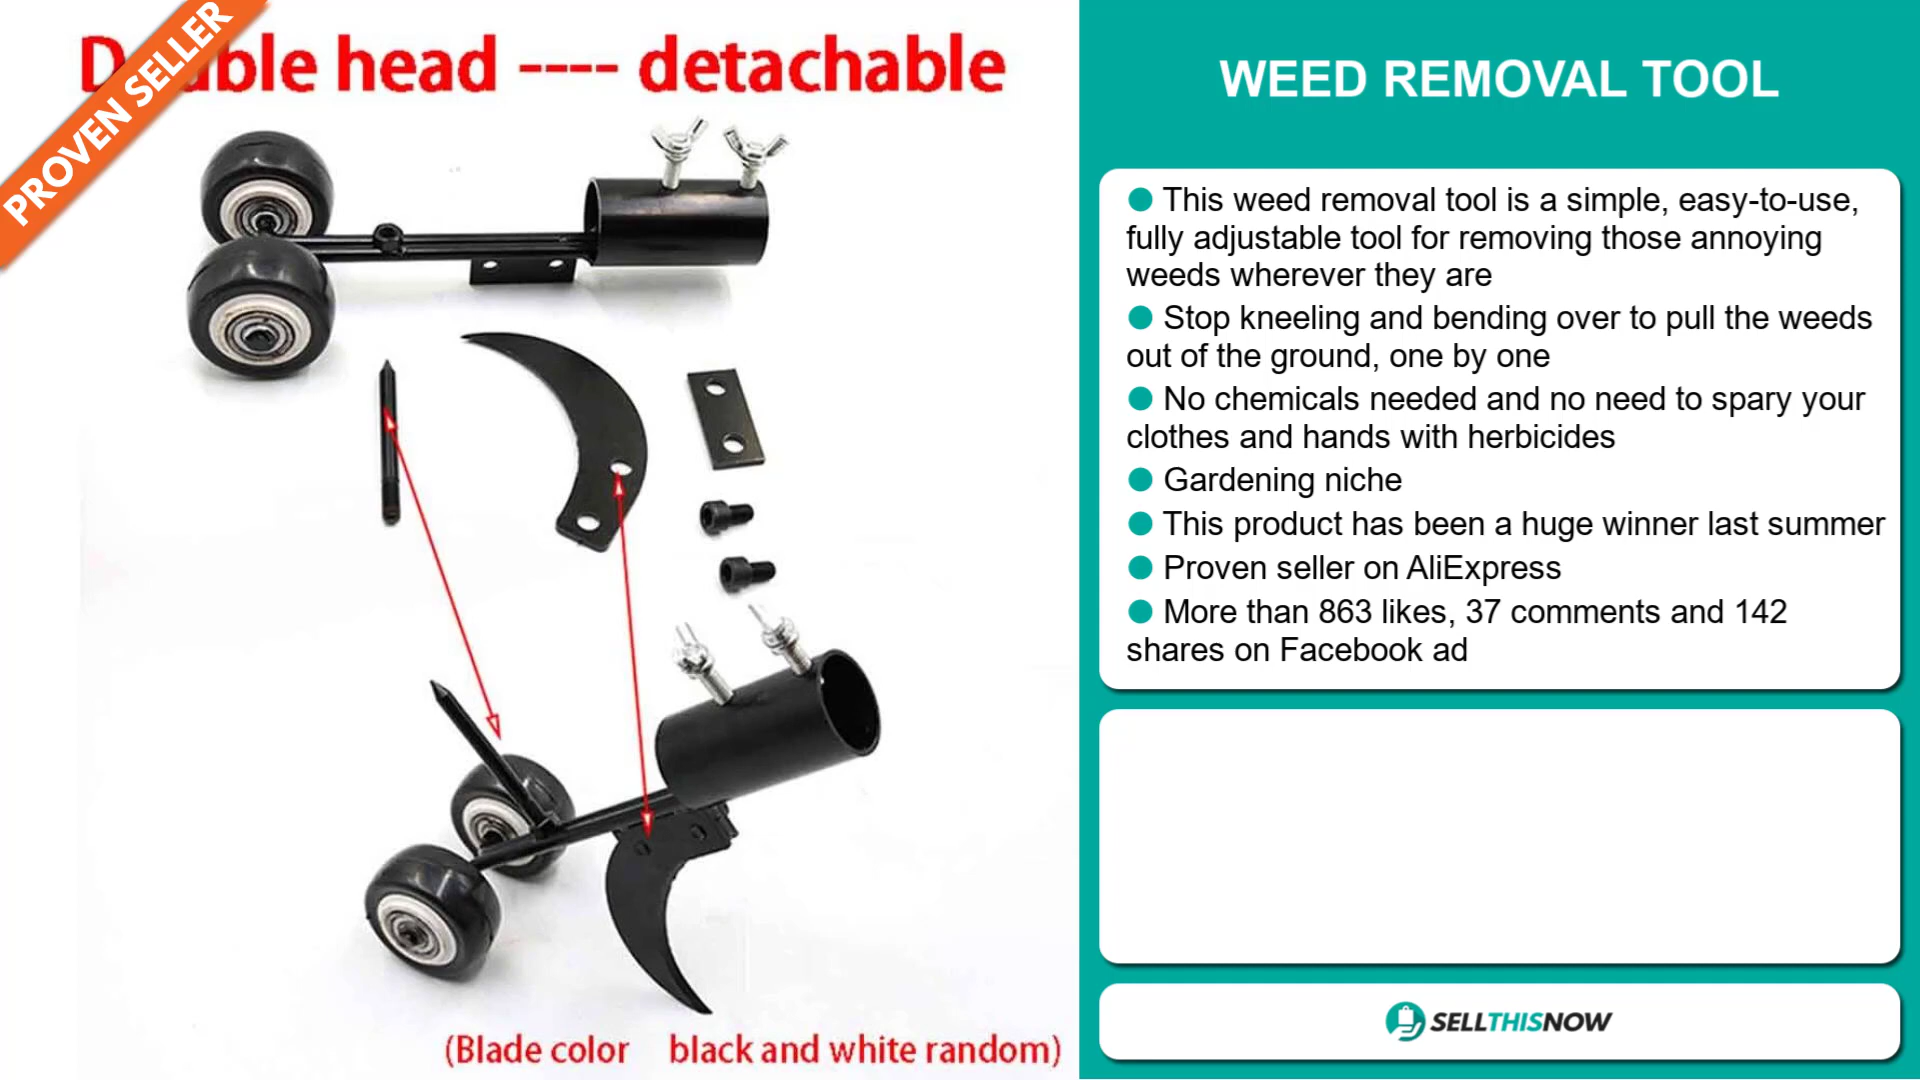 Double head ---- detachable
PROVEN SELLER
(Blade color black and white random)
WEED REMOVAL TOOL
● This weed removal tool is a simple, easy-to-use,
fully adjustable tool for removing those annoying
weeds wherever they are
● Stop kneeling and bending over to pull the weeds
out of the ground, one by one
● No chemicals needed and no need to spary your
clothes and hands with herbicides
● Gardening niche
● This product has been a huge winner last summer
● Proven seller on AliExpress
● More than 863 likes, 37 comments and 142
shares on Facebook ad
SELLTHISNOW